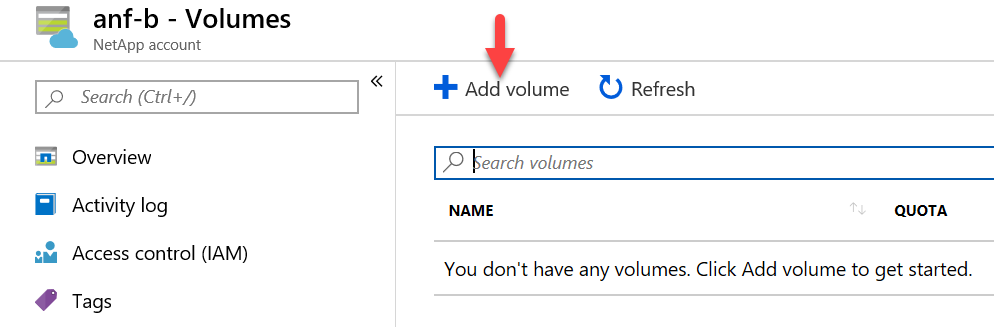 anf-b - Volumes
NetApp account
Search (Ctrl+/)
«
Overview
Activity log
Access control (IAM)
Tags
Add volume
Refresh
Search volumes
NAME
QUOTA
You don't have any volumes. Click Add volume to get started.